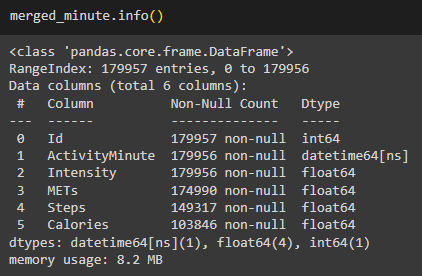 merged_minute.info()
<class 'pandas.core.frame.DataFrame'>
RangeIndex: 179957 entries, 0 to 179956
Data columns (total 6 columns):
 #   Column          Non-Null Count   Dtype
---  ------          --------------   -----
 0   Id              179957 non-null  int64
 1   ActivityMinute  179956 non-null  datetime64[ns]
 2   Intensity       179956 non-null  float64
 3   METs            174990 non-null  float64
 4   Steps           149317 non-null  float64
 5   Calories        103846 non-null  float64
dtypes: datetime64[ns](1), float64(4), int64(1)
memory usage: 8.2 MB